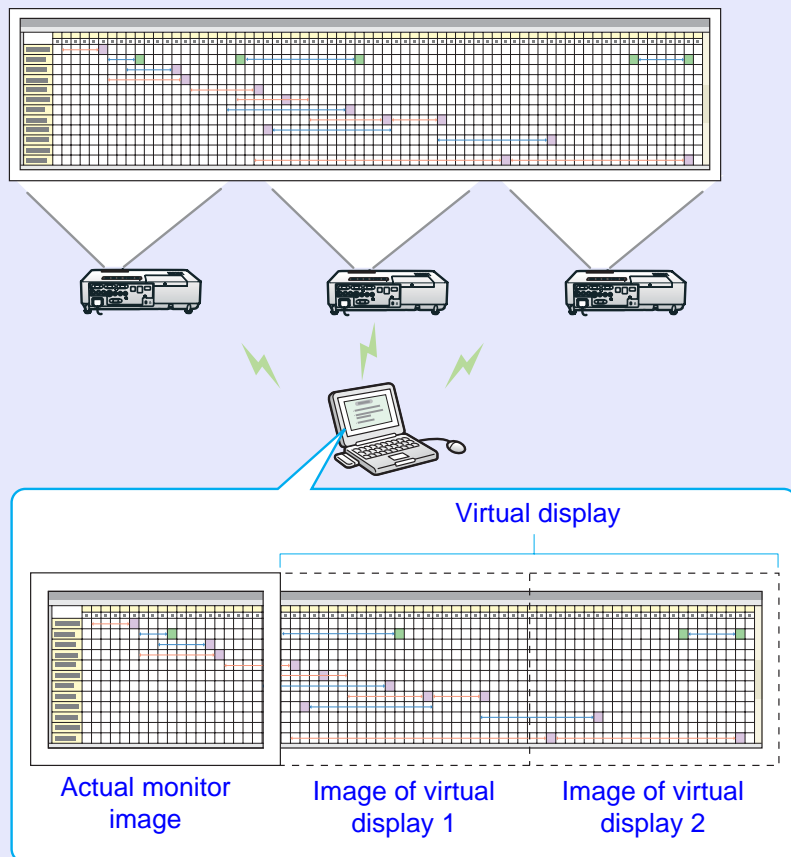 Virtual display
Actual monitor
image
Image of virtual
display 1
Image of virtual
display 2